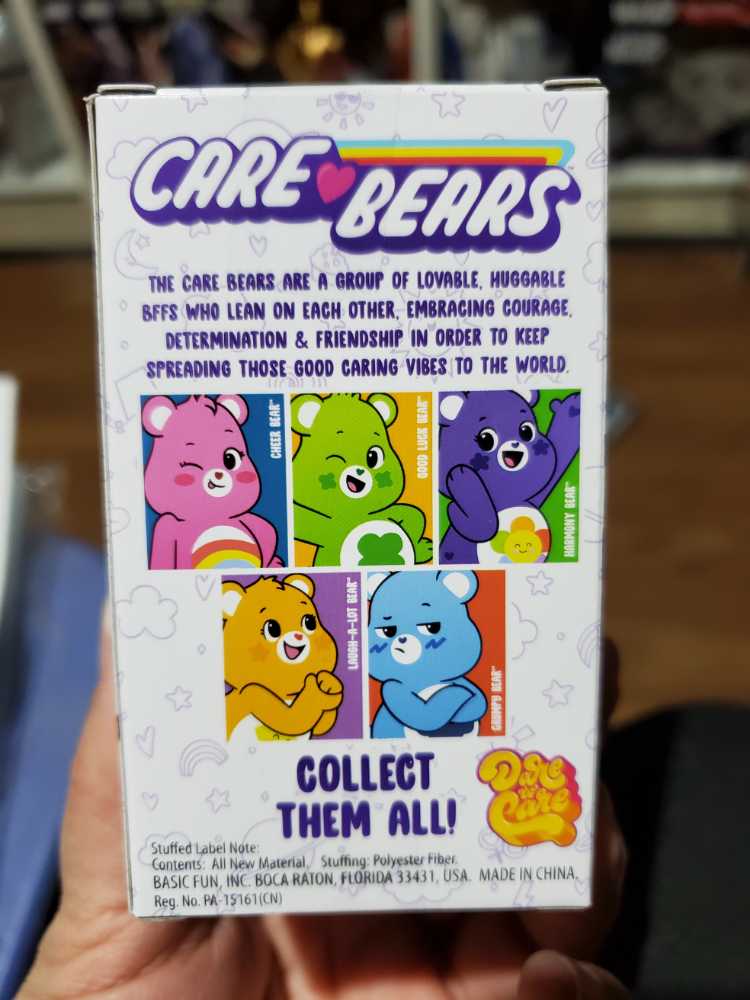 CARE BEARS™
THE CARE BEARS ARE A GROUP OF LOVABLE, HUGGABLE
BFFS WHO LEAN ON EACH OTHER, EMBRACING COURAGE,
DETERMINATION & FRIENDSHIP IN ORDER TO KEEP
SPREADING THOSE GOOD CARING VIBES TO THE WORLD.
CHEER BEAR™
GOOD LUCK BEAR™
HARMONY BEAR™
LAUGH-A-LOT BEAR™
GRUMPY BEAR™
COLLECT
THEM ALL!
Dare
to
Care
Stuffed Label Note:
Contents: All New Material, Stuffing: Polyester Fiber.
BASIC FUN, INC. BOCA RATON, FLORIDA 33431, USA. MADE IN CHINA.
Reg. No. PA-15161(CN)